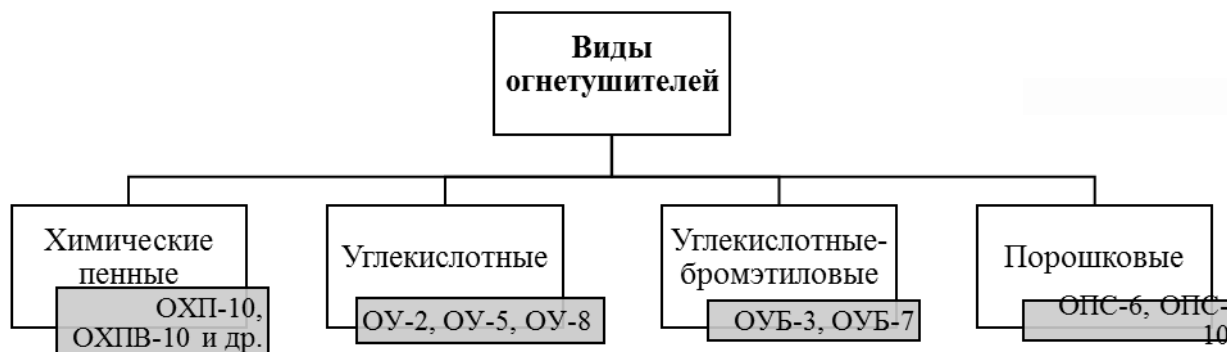 Виды
огнетушителей
Химические
пенные
ОХП-10,
ОХПВ-10 и др.
Углекислотные
ОУ-2, ОУ-5, ОУ-8
Углекислотные-
бромэтиловые
ОУБ-3, ОУБ-7
Порошковые
ОПС-6, ОПС-
10